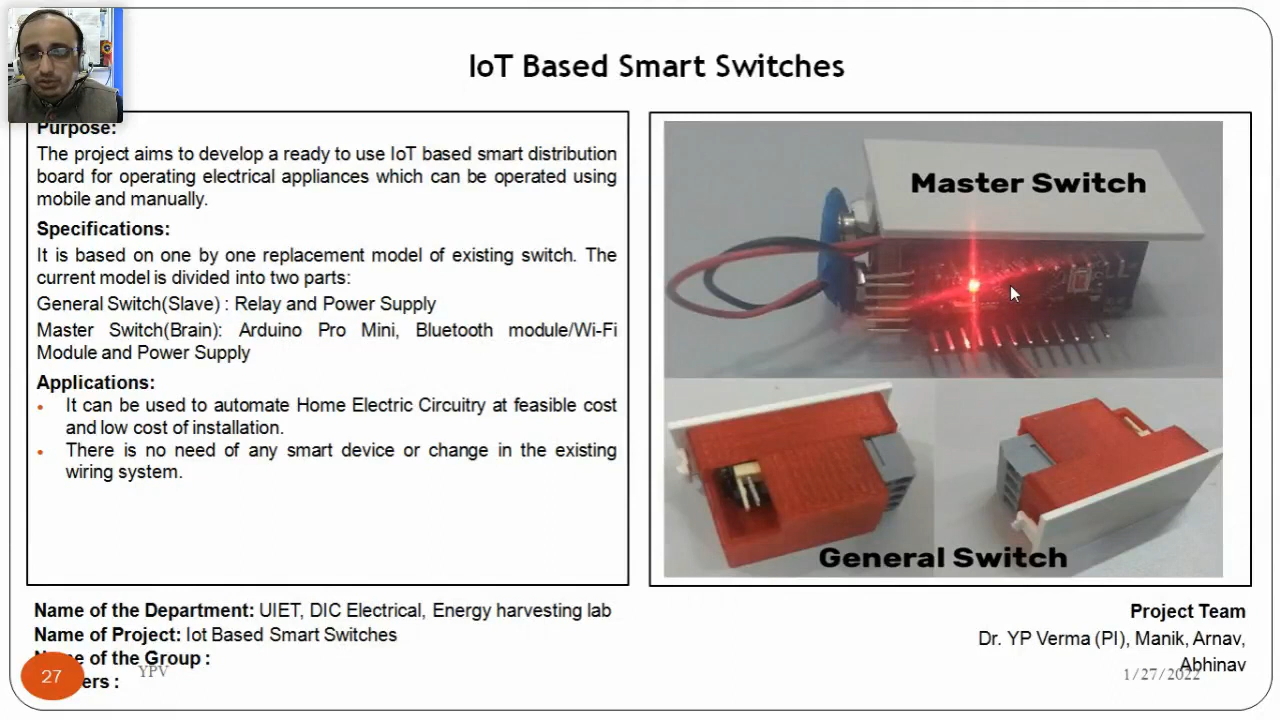 IoT Based Smart Switches
Purpose:
The project aims to develop a ready to use IoT based smart distribution
board for operating electrical appliances which can be operated using
mobile and manually.
Specifications:
It is based on one by one replacement model of existing switch. The
current model is divided into two parts:
General Switch(Slave) : Relay and Power Supply
Master Switch(Brain): Arduino Pro Mini, Bluetooth module/Wi-Fi
Module and Power Supply
Applications:
• It can be used to automate Home Electric Circuitry at feasible cost
and low cost of installation.
• There is no need of any smart device or change in the existing
wiring system.
Master Switch
General Switch
Name of the Department: UIET, DIC Electrical, Energy harvesting lab
Name of Project: Iot Based Smart Switches
of the Group :
ers :
27
YPV
Project Team
Dr. YP Verma (PI), Manik, Arnav,
Abhinav
1/27/2022